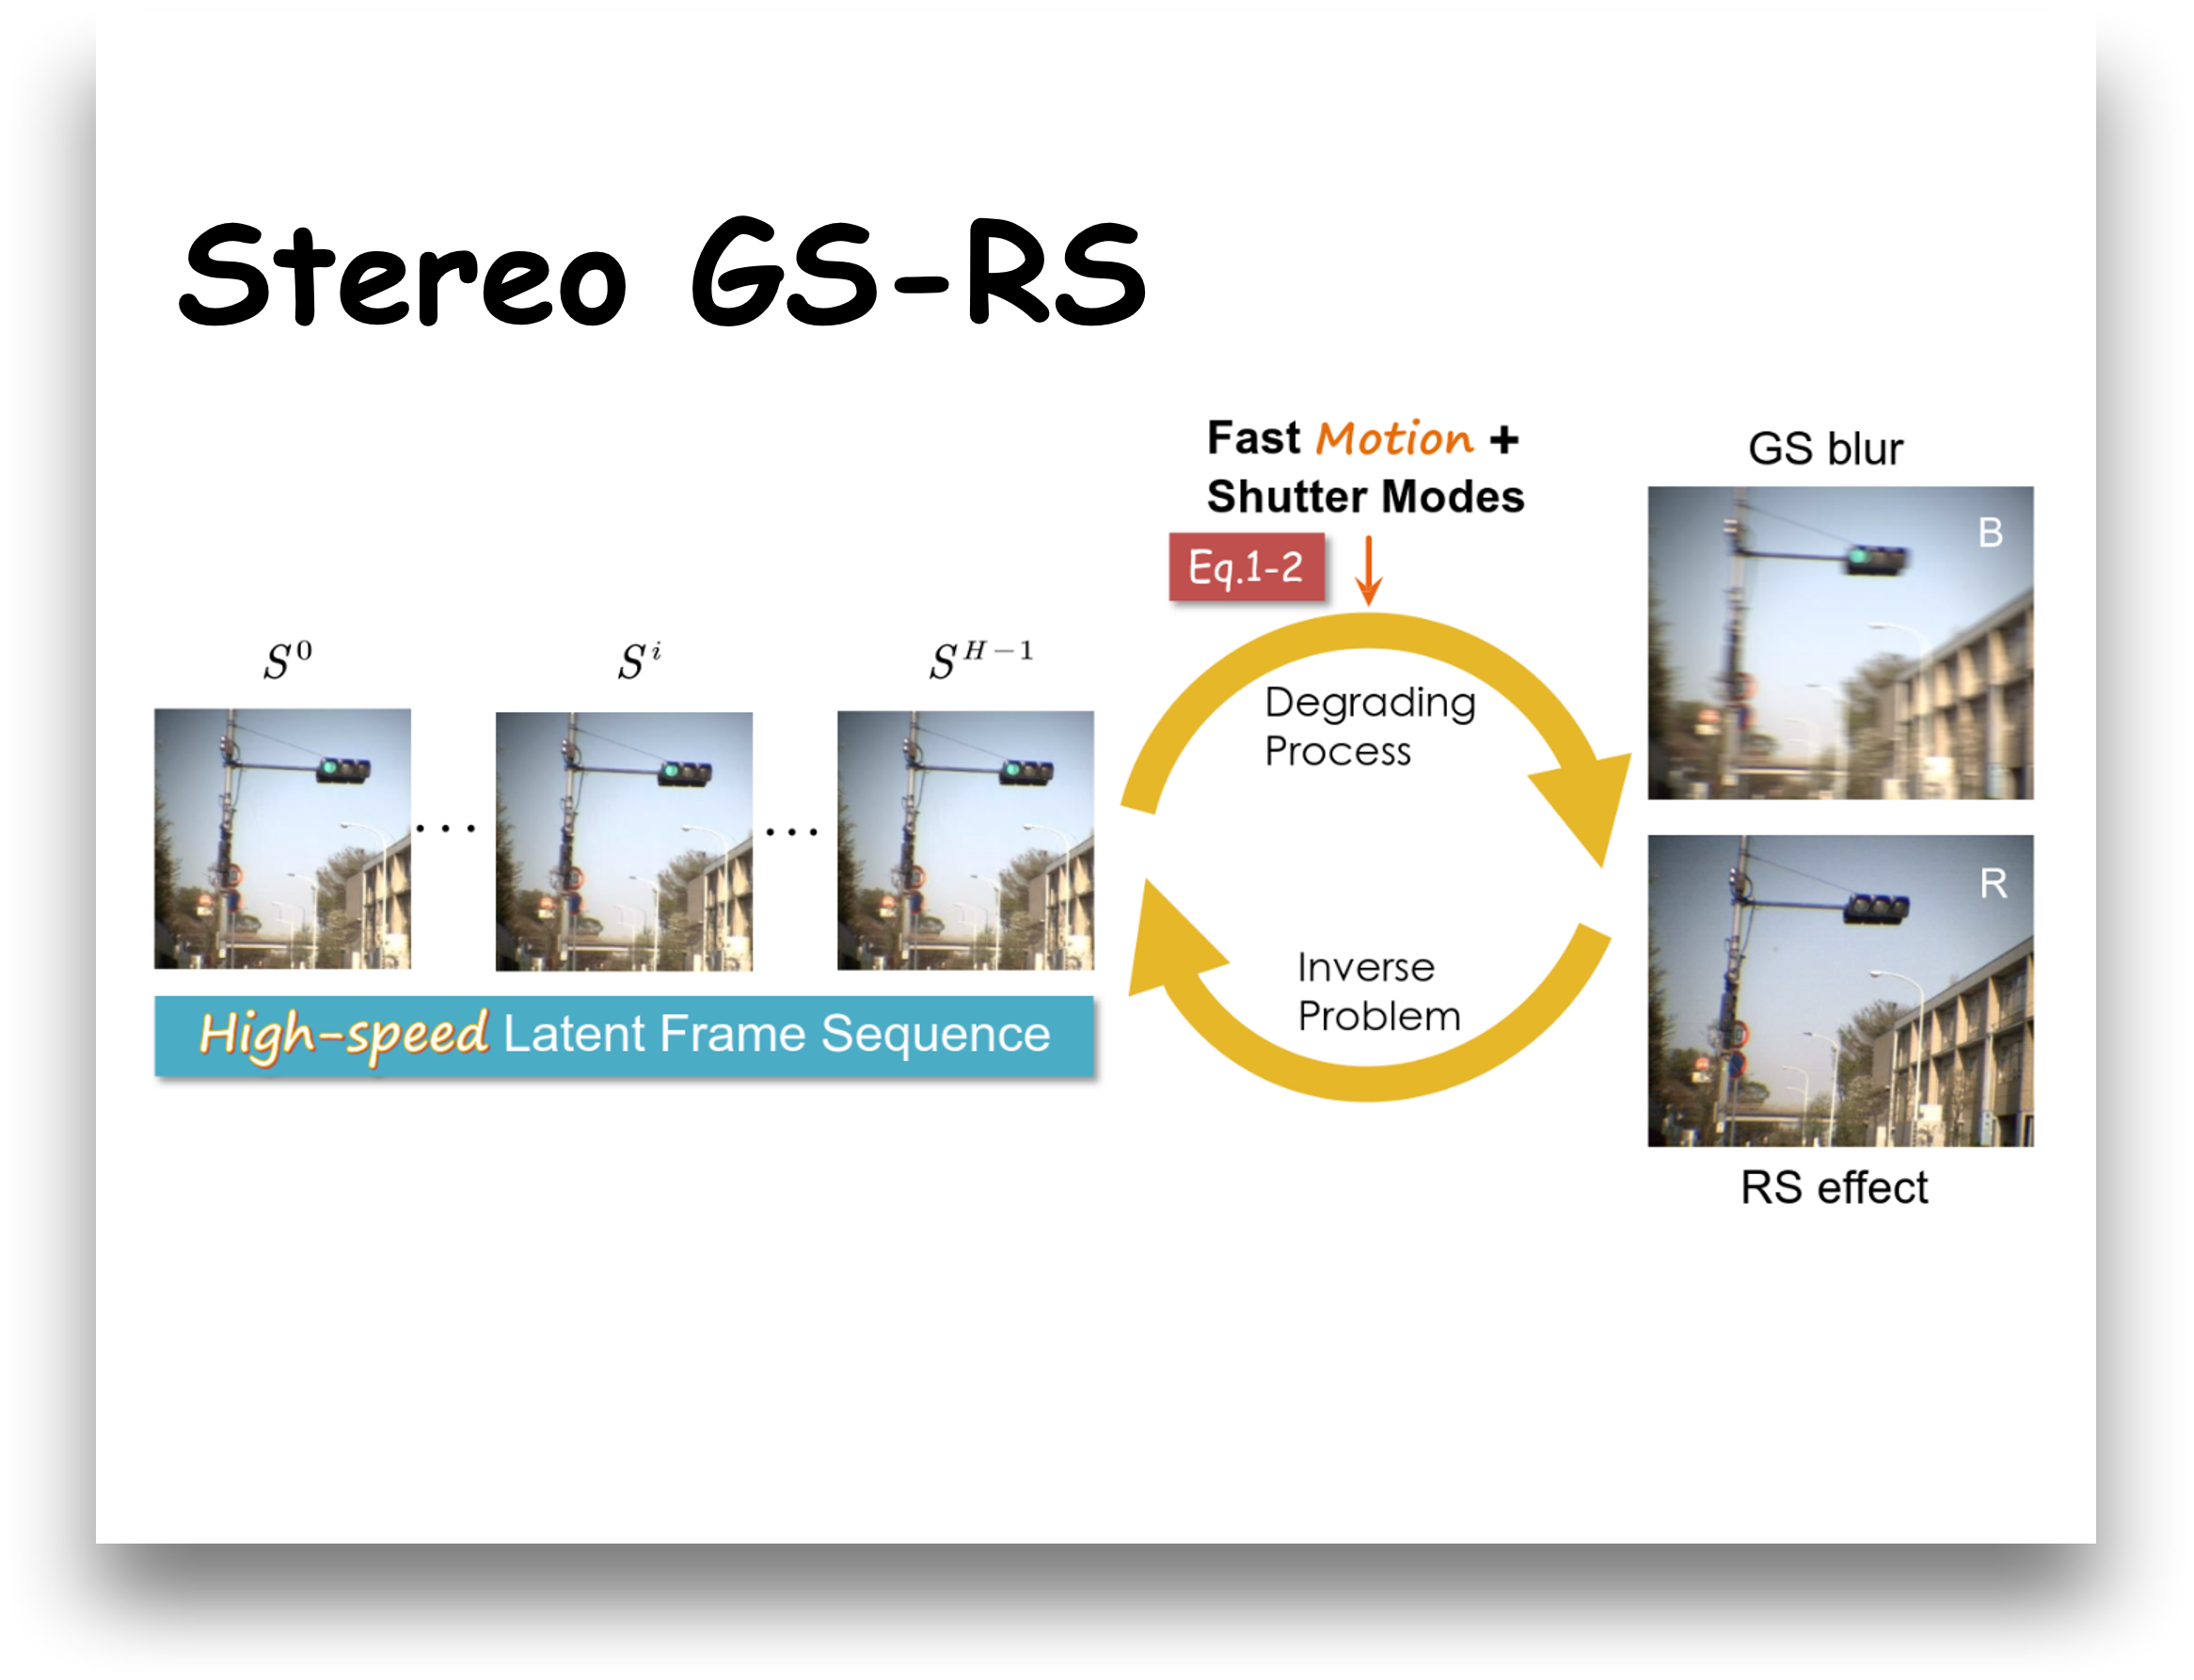 Stereo GS-RS
Fast Motion +
Shutter Modes
Eq.1-2
GS blur
B
S^0
S^i
S^{H-1}
Degrading
Process
...
...
R
Inverse
Problem
High-speed Latent Frame Sequence
RS effect